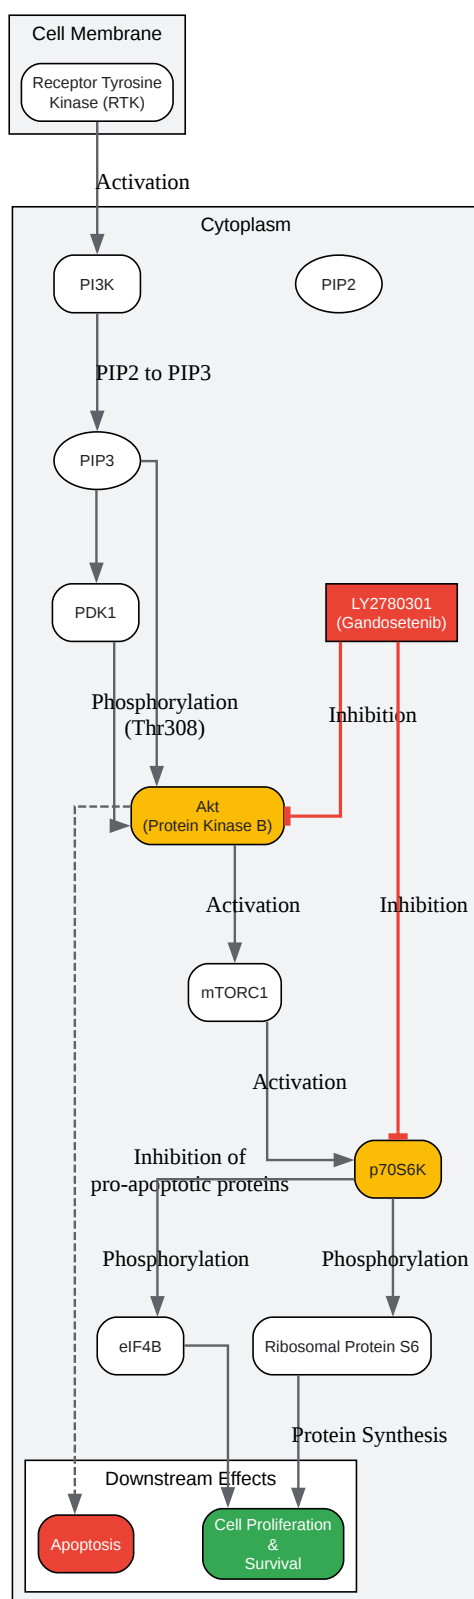 Cell Membrane
Receptor Tyrosine
Kinase (RTK)
Activation
Cytoplasm
PI3K
PIP2
PIP2 to PIP3
PIP3
PDK1
LY2780301
(Gandosetenib)
Phosphorylation
(Thr308)
Inhibition
Akt
(Protein Kinase B)
Activation
Inhibition
mTORC1
Activation
Inhibition of
pro-apoptotic proteins
p70S6K
Phosphorylation
Phosphorylation
eIF4B
Ribosomal Protein S6
Protein Synthesis
Downstream Effects
Apoptosis
Cell Proliferation
&
Survival